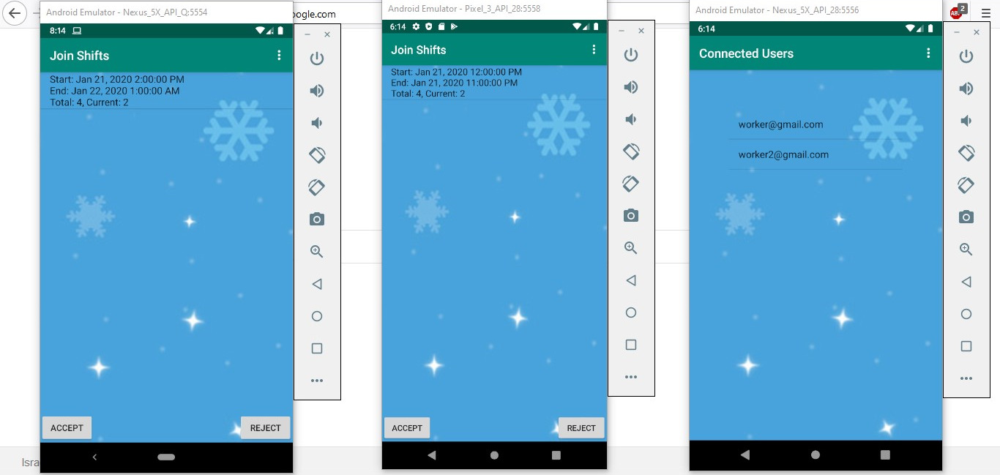 Android Emulator - Nexus_5X_API_Q:5554
8:14
Join Shifts
Start: Jan 21, 2020 2:00:00 PM
End: Jan 22, 2020 1:00:00 AM
Total: 4, Current: 2
ACCEPT
REJECT
Isra
oogle.com
Android Emulator - Pixel_3_API_28:5558
6:14
Join Shifts
Start: Jan 21, 2020 12:00:00 PM
End: Jan 21, 2020 11:00:00 PM
Total: 4, Current: 2
ACCEPT
REJECT
Android Emulator - Nexus_5X_API_28:5556
6:14
Connected Users
worker@gmail.com
worker2@gmail.com
ABP
2